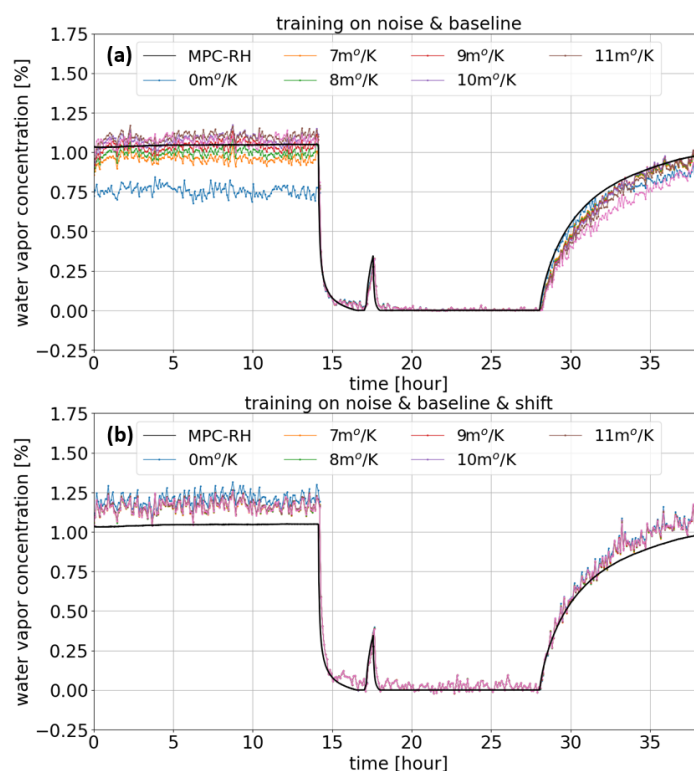 training on noise & baseline
(a)
MPC-RH 7mº/K 9mº/K 11mº/K
0mº/K 8mº/K 10mº/K
water vapor concentration [%]
1.75
1.50
1.25
1.00
0.75
0.50
0.25
0.00
−0.25
0 5 10 15 20 25 30 35
time [hour]
training on noise & baseline & shift
(b)
MPC-RH 7mº/K 9mº/K 11mº/K
0mº/K 8mº/K 10mº/K
water vapor concentration [%]
1.75
1.50
1.25
1.00
0.75
0.50
0.25
0.00
−0.25
0 5 10 15 20 25 30 35
time [hour]